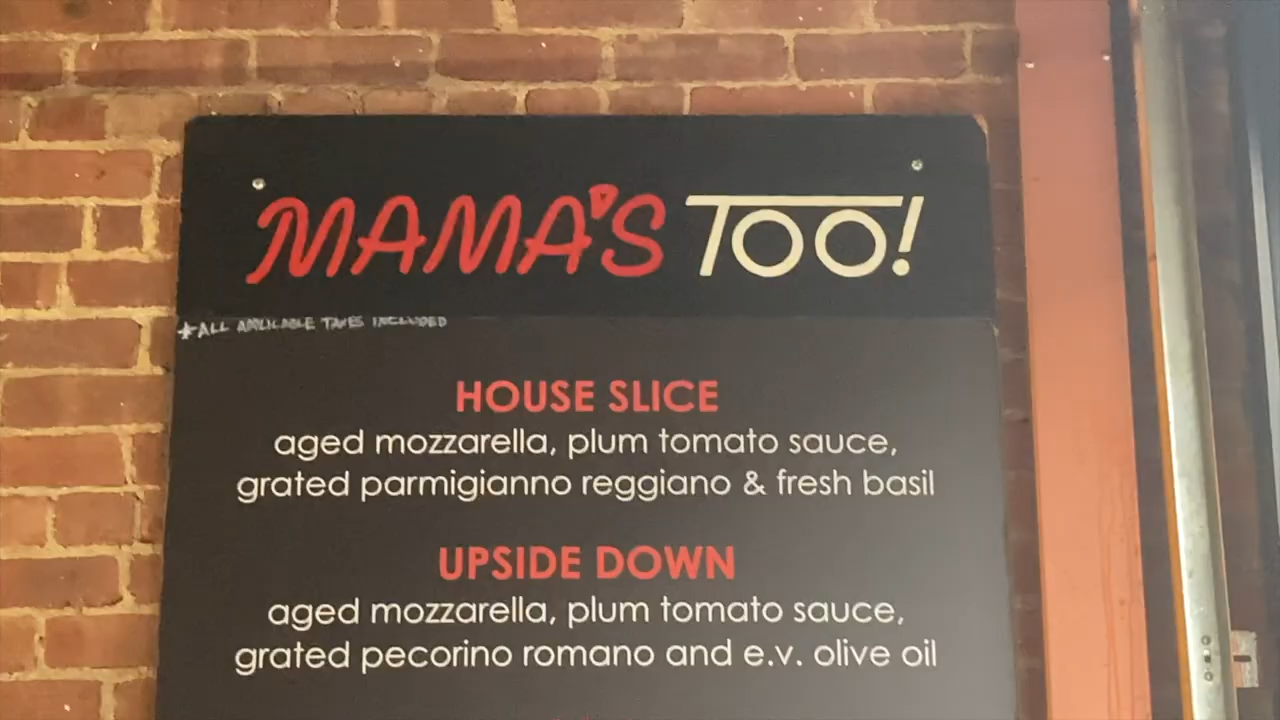 MAMA'S TOO!
*ALL APPLICABLE TAXES INCLUDED
HOUSE SLICE
aged mozzarella, plum tomato sauce,
grated parmigianno reggiano & fresh basil
UPSIDE DOWN
aged mozzarella, plum tomato sauce,
grated pecorino romano and e.v. olive oil